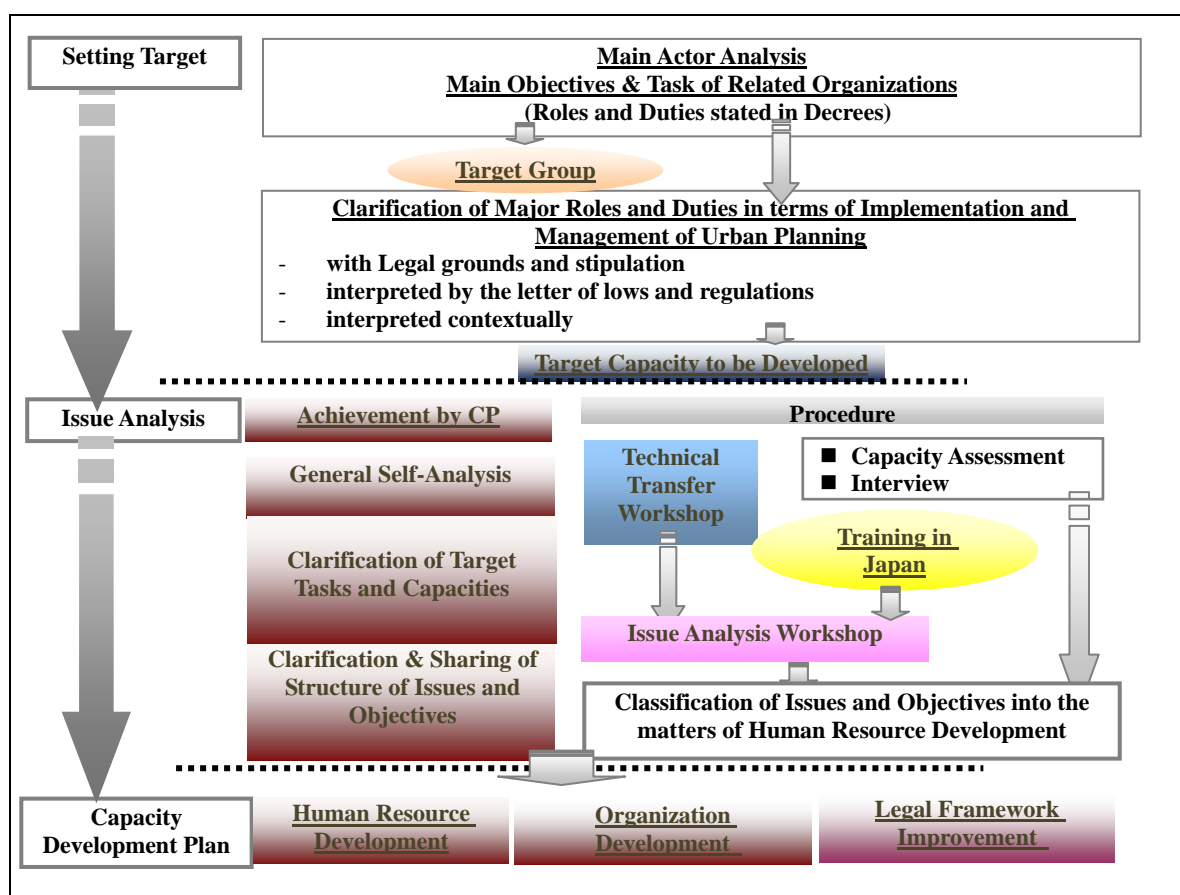 Setting Target
Main Actor Analysis
Main Objectives & Task of Related Organizations
(Roles and Duties stated in Decrees)
Target Group
Clarification of Major Roles and Duties in terms of Implementation and
Management of Urban Planning
- with Legal grounds and stipulation
- interpreted by the letter of lows and regulations
- interpreted contextually
Target Capacity to be Developed
Issue Analysis
Achievement by CP
General Self-Analysis
Clarification of Target
Tasks and Capacities
Clarification & Sharing of
Structure of Issues and
Objectives
Procedure
Technical
Transfer
Workshop
■ Capacity Assessment
■ Interview
Training in
Japan
Issue Analysis Workshop
Classification of Issues and Objectives into the
matters of Human Resource Development
Capacity
Development Plan
Human Resource
Development
Organization
Development
Legal Framework
Improvement